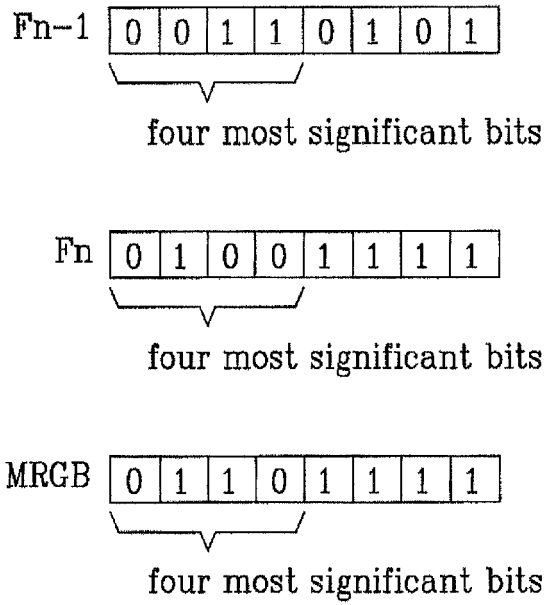 Fn-1 0 0 1 1 0 1 0 1
four most significant bits
Fn 0 1 0 0 1 1 1 1
four most significant bits
MRGB 0 1 1 0 1 1 1 1
four most significant bits